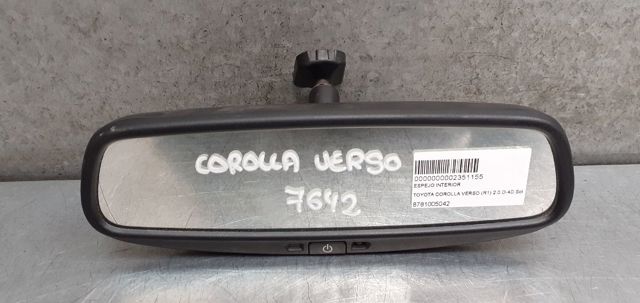 COROLLA VERSO
7642
0000000002351155
ESPEJO INTERIOR
TOYOTA COROLLA VERSO (R1) 2.0 D-4D Sol
8781005042